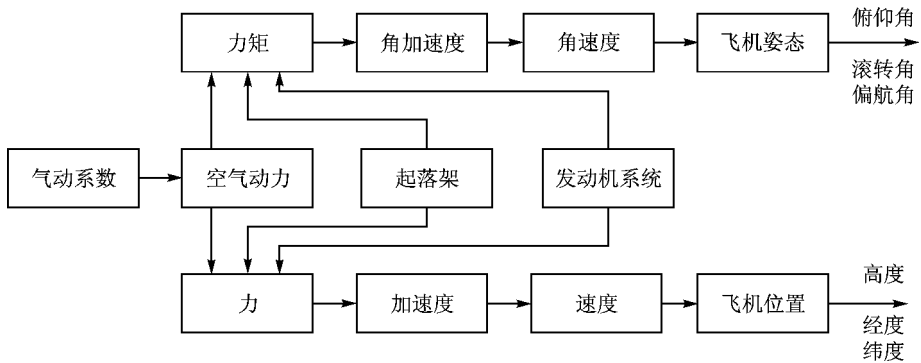 力矩
角加速度
角速度
飞机姿态
俯仰角
滚转角
偏航角
气动系数
空气动力
起落架
发动机系统
力
加速度
速度
飞机位置
高度
经度
纬度